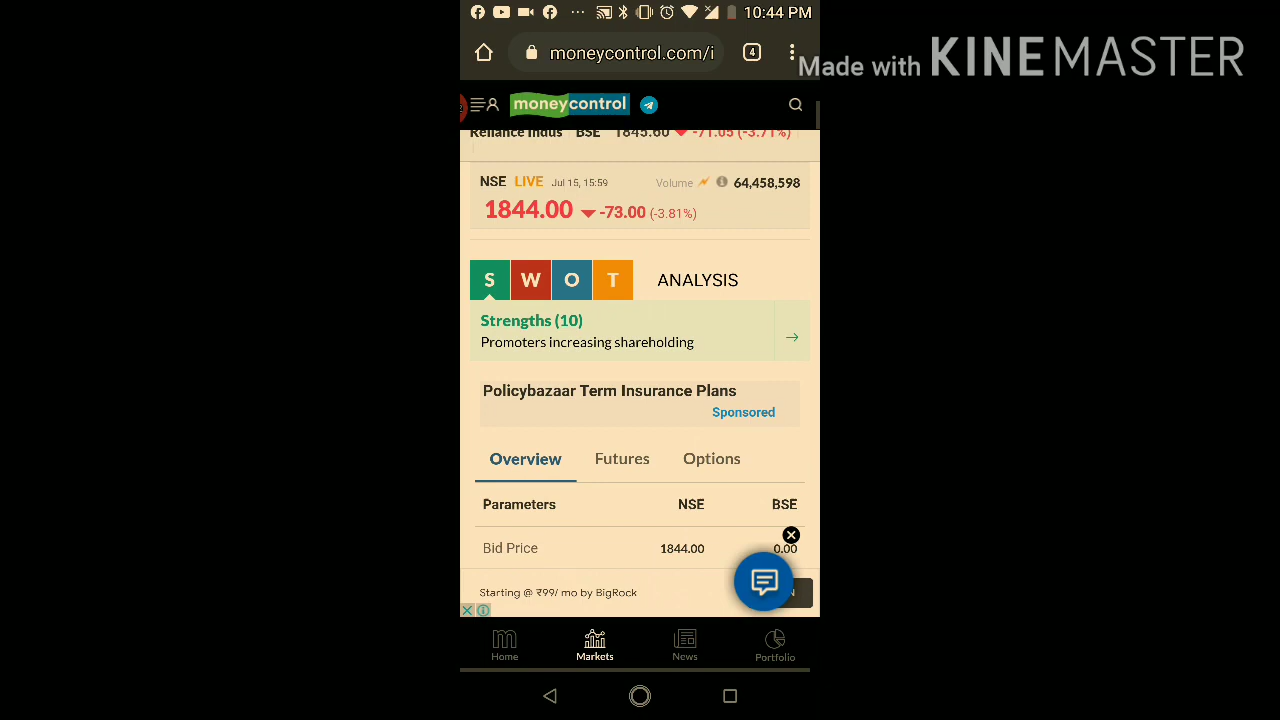 10:44 PM
moneycontrol.com/i
4
Made with KINEMASTER
moneycontrol
Reliance Indus BSE 1845.60 -71.05 (-3.71%)
NSE LIVE Jul 15, 15:59 Volume 64,458,598
1844.00 -73.00 (-3.81%)
S W O T ANALYSIS
Strengths (10)
Promoters increasing shareholding
Policybazaar Term Insurance Plans
Sponsored
Overview Futures Options
Parameters NSE BSE
Bid Price 1844.00 0.00
Starting @ ₹99/ mo by BigRock
Home Markets News Portfolio